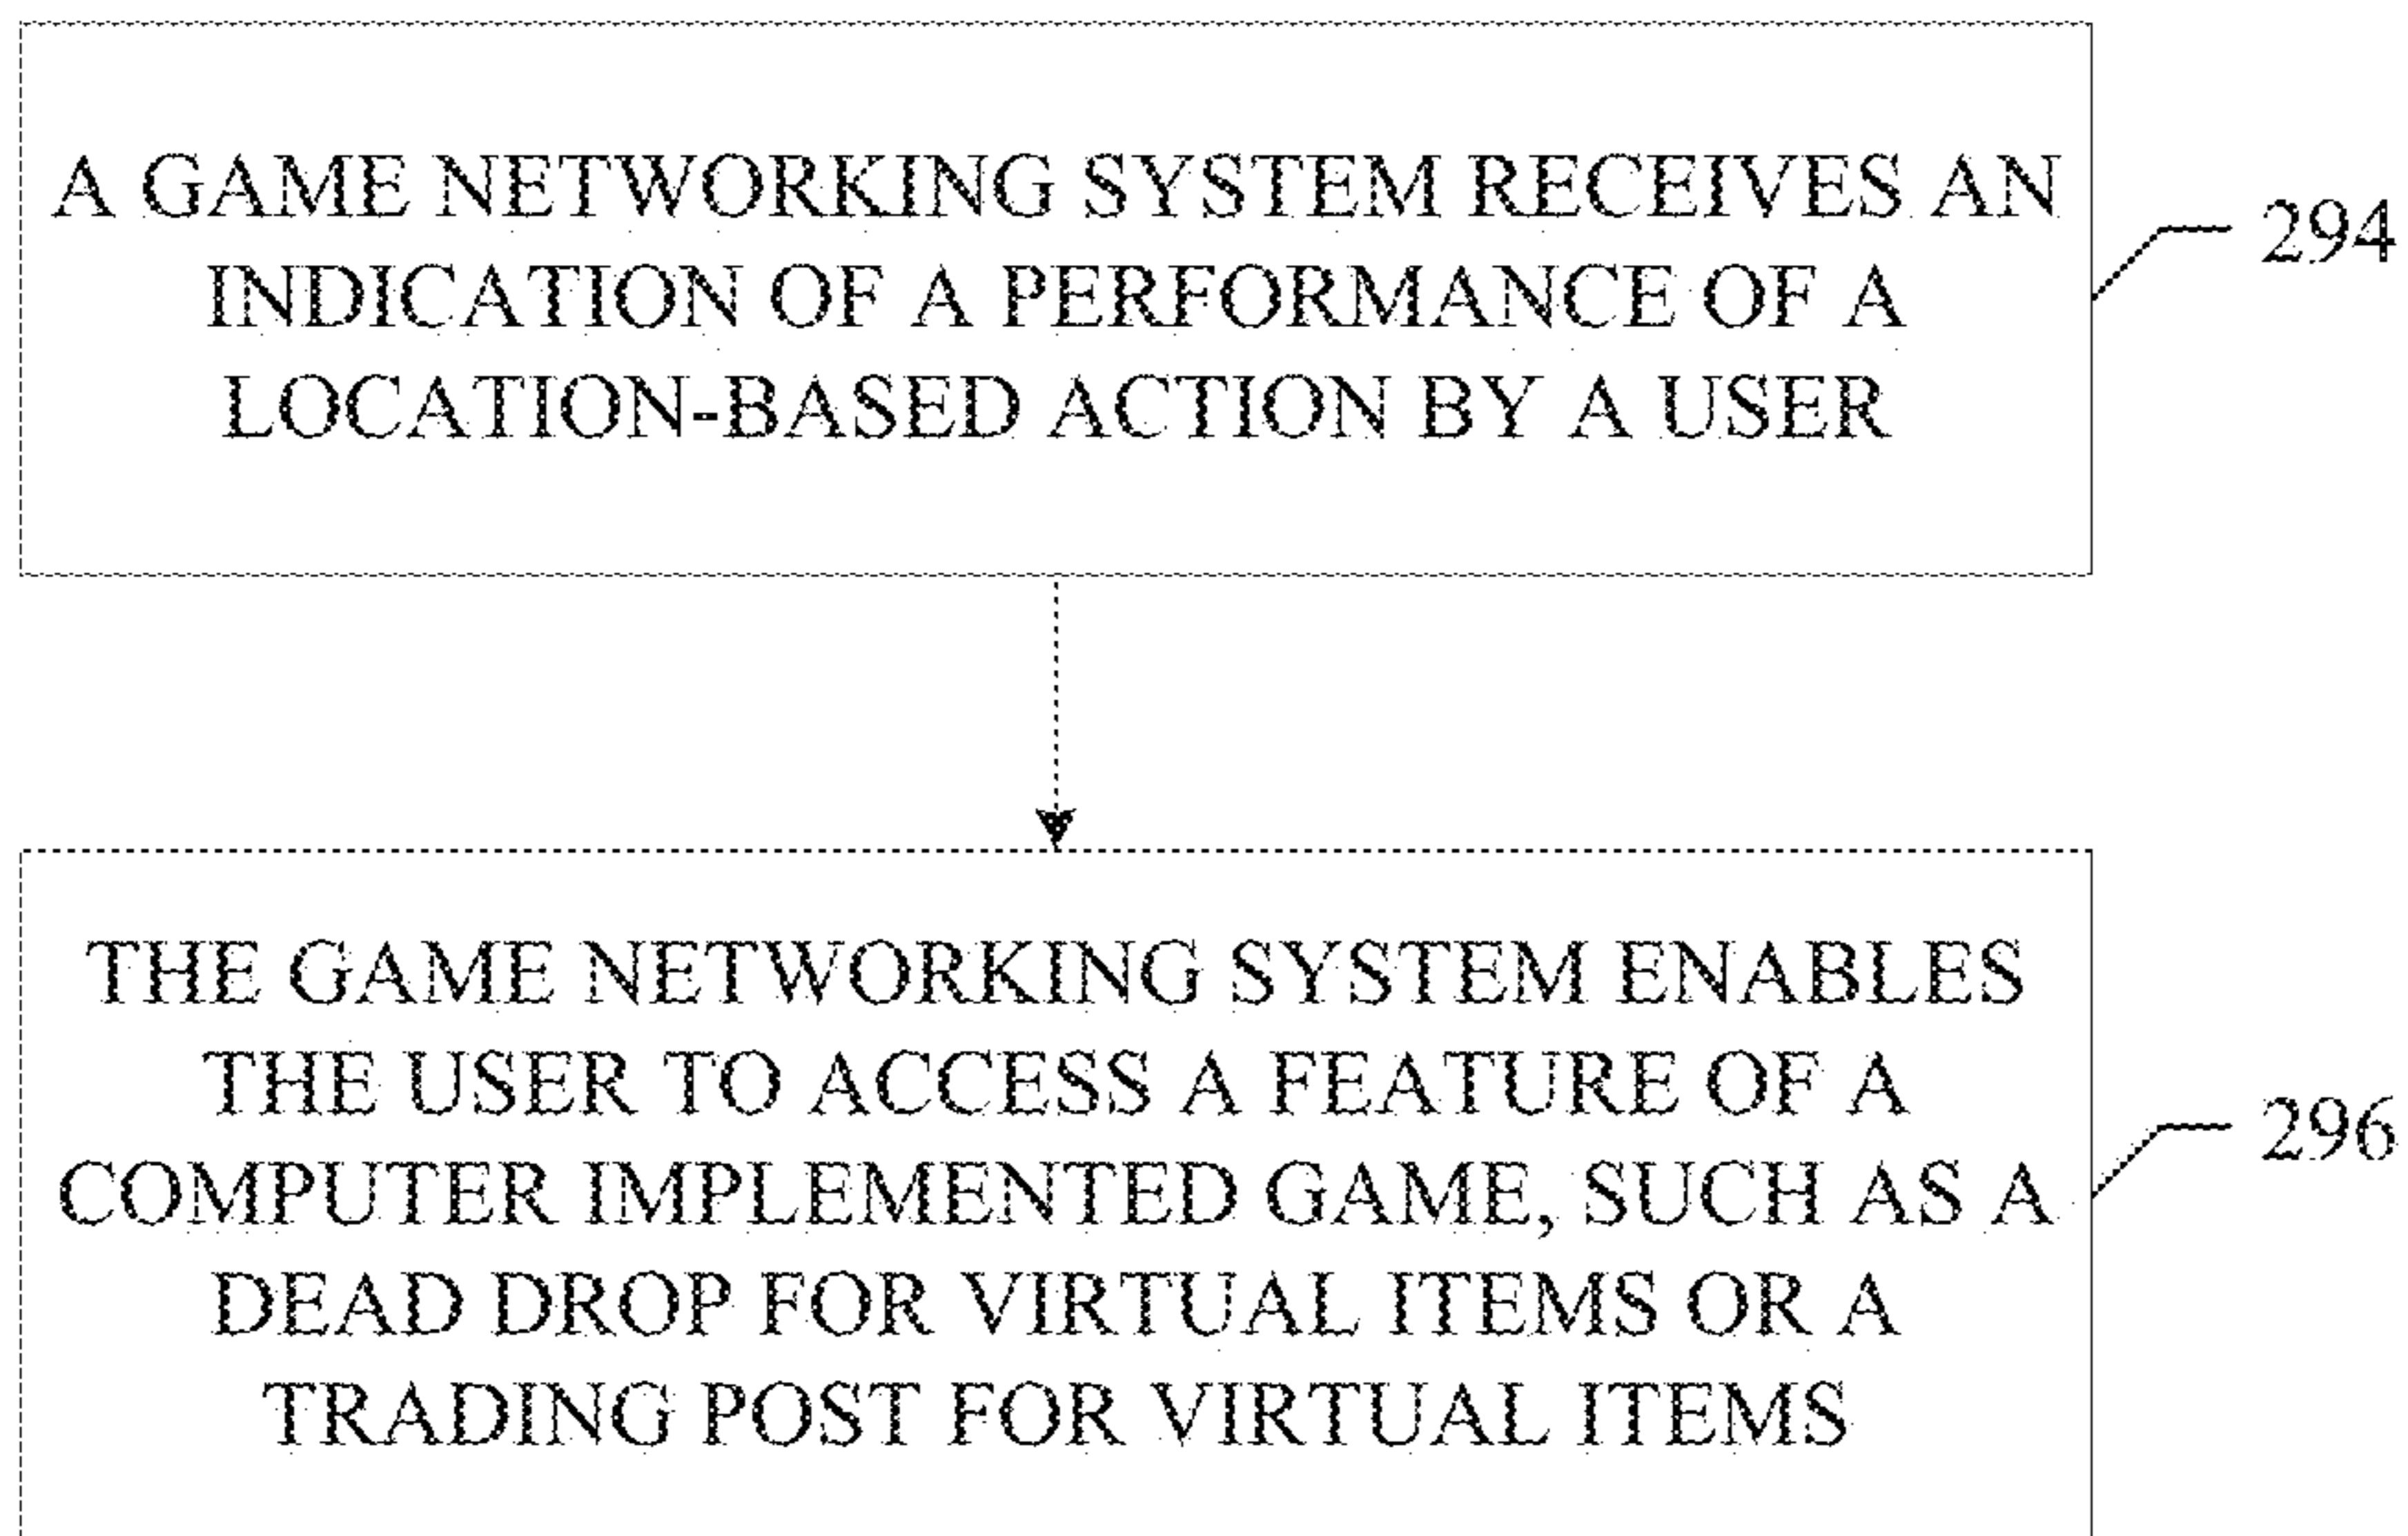 A GAME NETWORKING SYSTEM RECEIVES AN
INDICATION OF A PERFORMANCE OF A
LOCATION-BASED ACTION BY A USER
294
THE GAME NETWORKING SYSTEM ENABLES
THE USER TO ACCESS A FEATURE OF A
COMPUTER IMPLEMENTED GAME, SUCH AS A
DEAD DROP FOR VIRTUAL ITEMS OR A
TRADING POST FOR VIRTUAL ITEMS
296